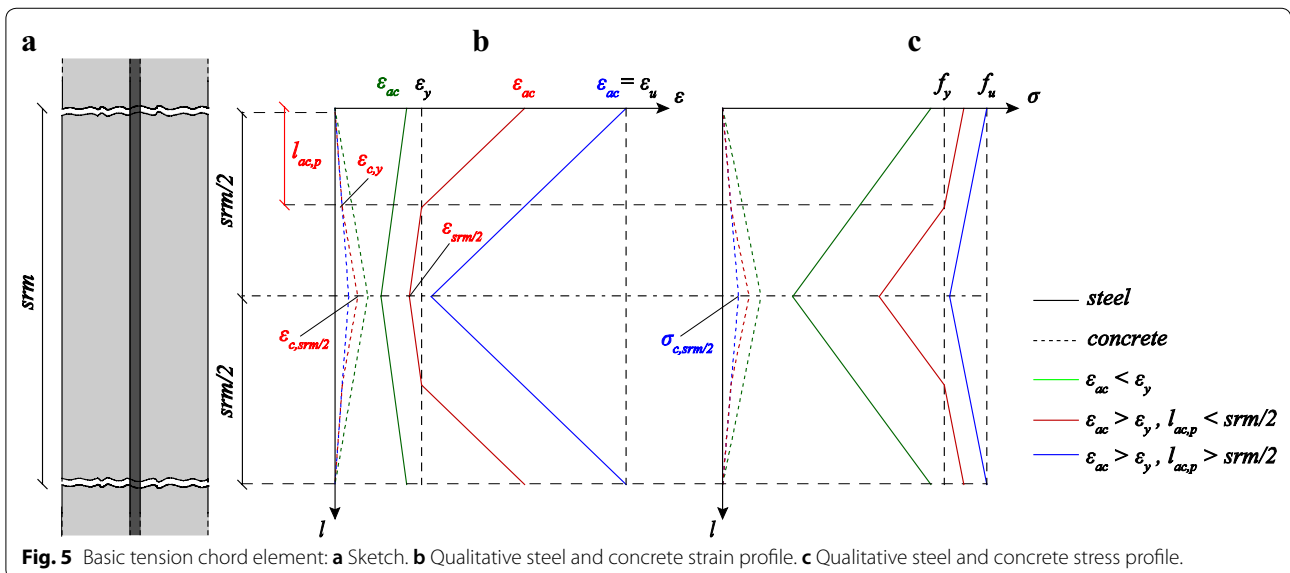 a
b
c
ε_ac ε_y ε_ac ε_ac = ε_u ε
f_y f_u σ
l_ac,p
ε_c,y
srm/2
ε_srm/2
srm
ε_c,srm/2
σ_c,srm/2
srm/2
l
l
steel
concrete
ε_ac < ε_y
ε_ac > ε_y , l_ac,p < srm/2
ε_ac > ε_y , l_ac,p > srm/2
Fig. 5 Basic tension chord element: a Sketch. b Qualitative steel and concrete strain profile. c Qualitative steel and concrete stress profile.